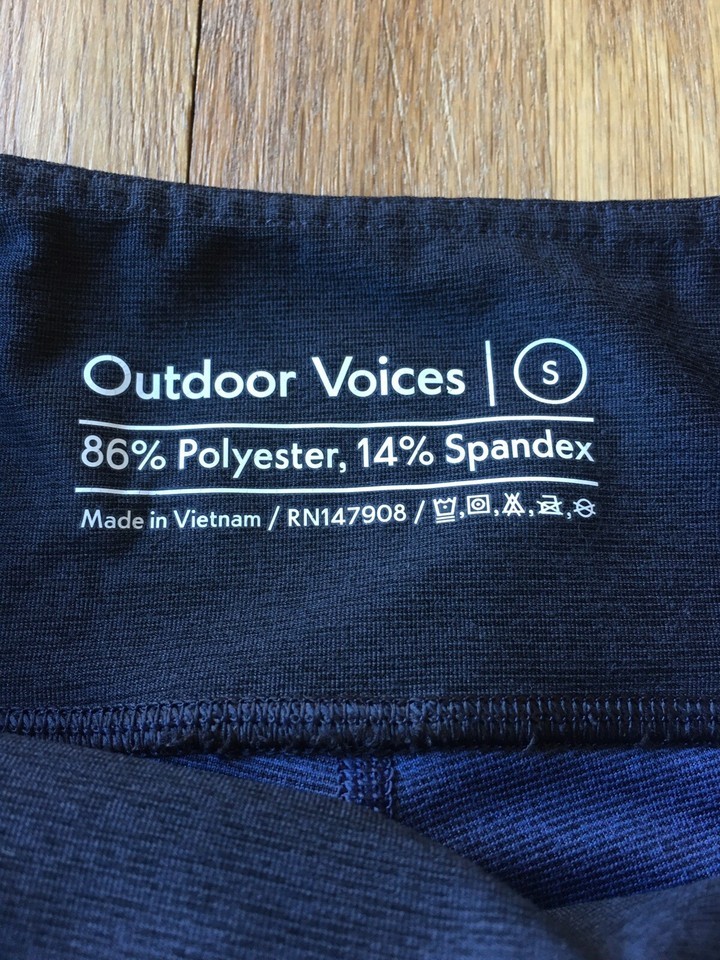 Outdoor Voices | S
86% Polyester, 14% Spandex
Made in Vietnam / RN147908 /